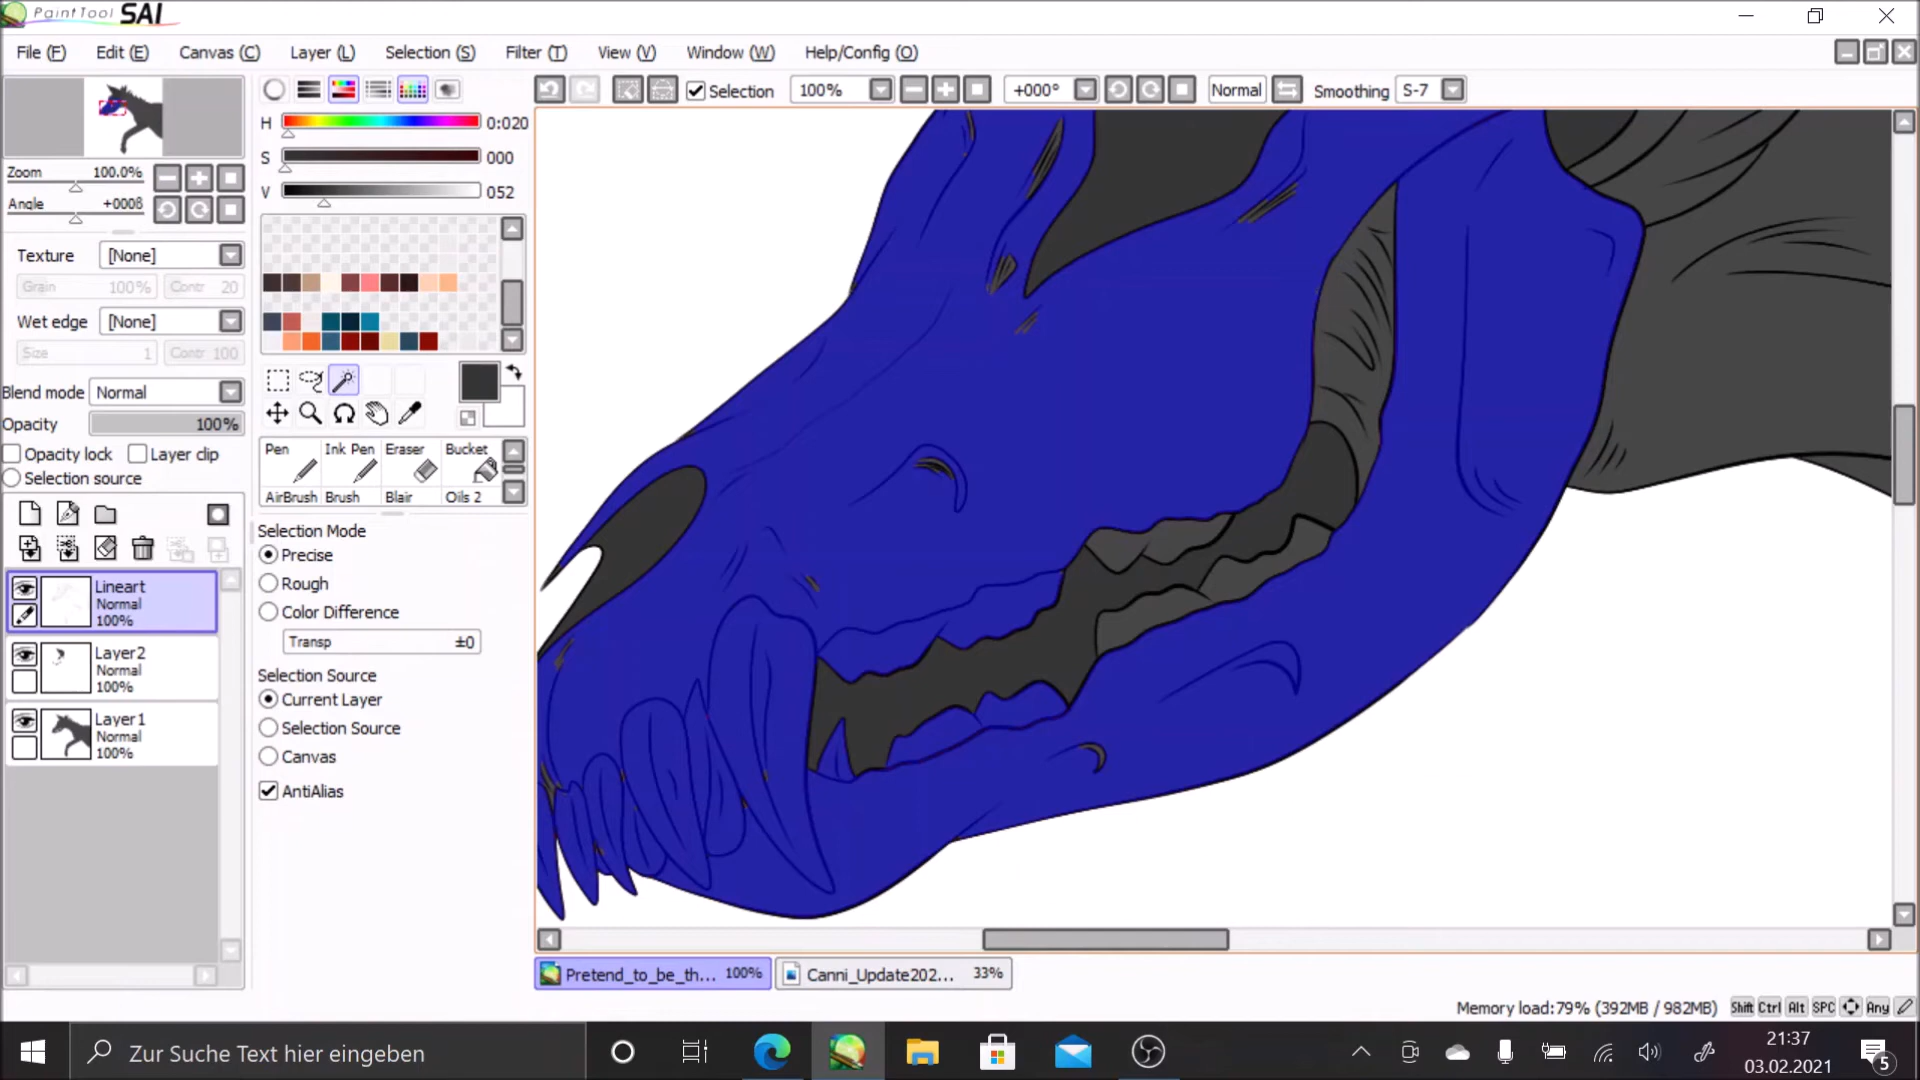 PaintTool SAI
File (F) Edit (E) Canvas (C) Layer (L) Selection (S) Filter (T) View (V) Window (W) Help/Config (O)
Selection 100% +000° Normal Smoothing S-7
H 0:020
S 000
V 052
Zoom 100.0%
Angle +000ß
Texture [None]
Grain 100% Contr 20
Wet edge [None]
Size 1 Contr 100
Blend mode Normal
Opacity 100%
Opacity lock Layer clip
Selection source
Lineart
Normal
100%
Layer2
Normal
100%
Layer1
Normal
100%
Pen Ink Pen Eraser Bucket
AirBrush Brush Blair Oils 2
Selection Mode
Precise
Rough
Color Difference
Transp ±0
Selection Source
Current Layer
Selection Source
Canvas
AntiAlias
Pretend_to_be_th... 100% Canni_Update202... 33%
Memory load:79% (392MB / 982MB) Shift Ctrl Alt SPC Any
Zur Suche Text hier eingeben
21:37
03.02.2021
5